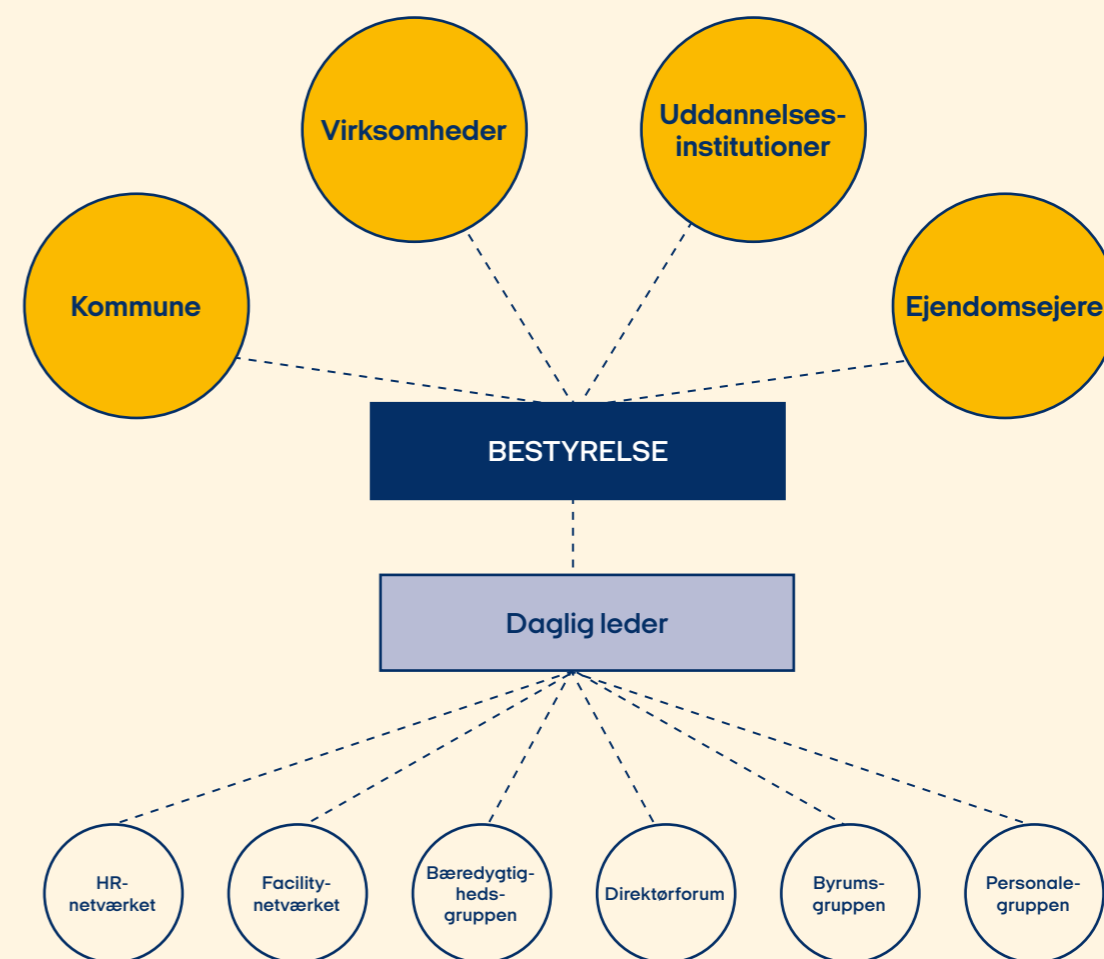 Virksomheder
Uddannelses-
institutioner
Kommune
Ejendomsejere
BESTYRELSE
Daglig leder
HR-
netværket
Facility-
netværket
Bæredygtig-
heds-
gruppen
Direktørforum
Byrums-
gruppen
Personale-
gruppen